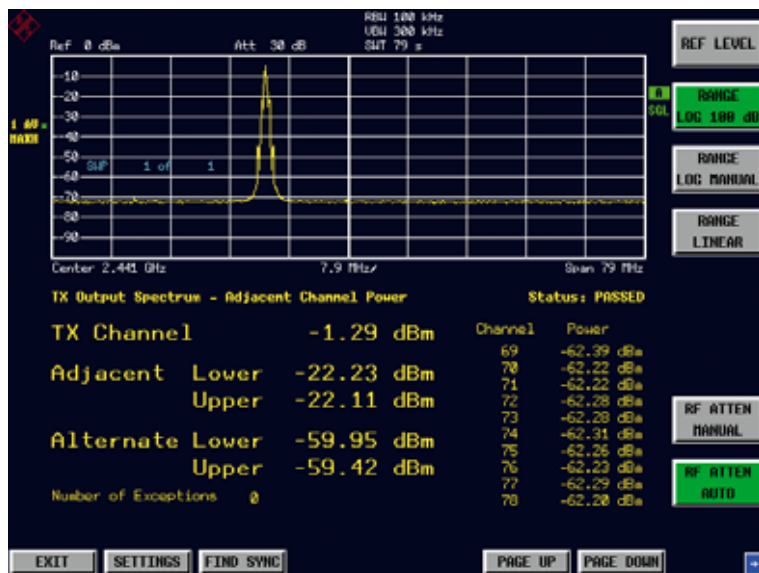 RBW 100 kHz
VBW 300 kHz
Ref 0 dBm Att 30 dB SWT 79 s
-10
-20
-30
-40
-50
-60
-70
-80
-90
1 AV
MAXH
SWP 1 of 1
A
SGL
Center 2.441 GHz 7.9 MHz/ Span 79 MHz
TX Output Spectrum - Adjacent Channel Power Status: PASSED
TX Channel -1.29 dBm
Adjacent Lower -22.23 dBm
Upper -22.11 dBm
Alternate Lower -59.95 dBm
Upper -59.42 dBm
Number of Exceptions 0
Channel Power
69 -62.39 dBm
70 -62.22 dBm
71 -62.22 dBm
72 -62.28 dBm
73 -62.28 dBm
74 -62.31 dBm
75 -62.26 dBm
76 -62.23 dBm
77 -62.29 dBm
78 -62.20 dBm
REF LEVEL
RANGE
LOG 100 dB
RANGE
LOG MANUAL
RANGE
LINEAR
RF ATTEN
MANUAL
RF ATTEN
AUTO
EXIT SETTINGS FIND SYNC PAGE UP PAGE DOWN